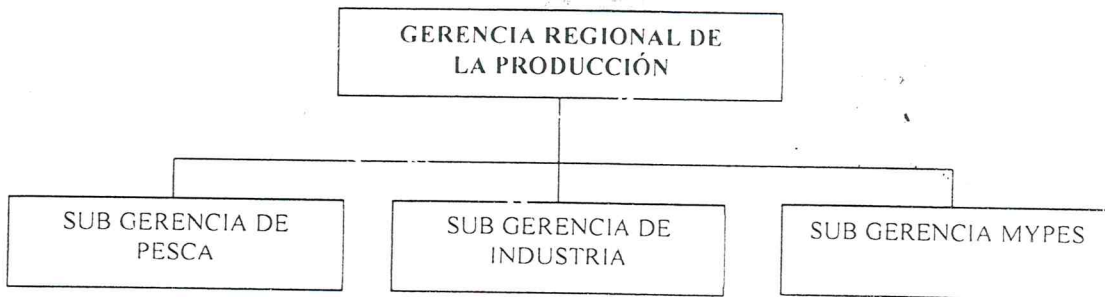 GERENCIA REGIONAL DE
LA PRODUCCIÓN
SUB GERENCIA DE
PESCA
SUB GERENCIA DE
INDUSTRIA
SUB GERENCIA MYPES